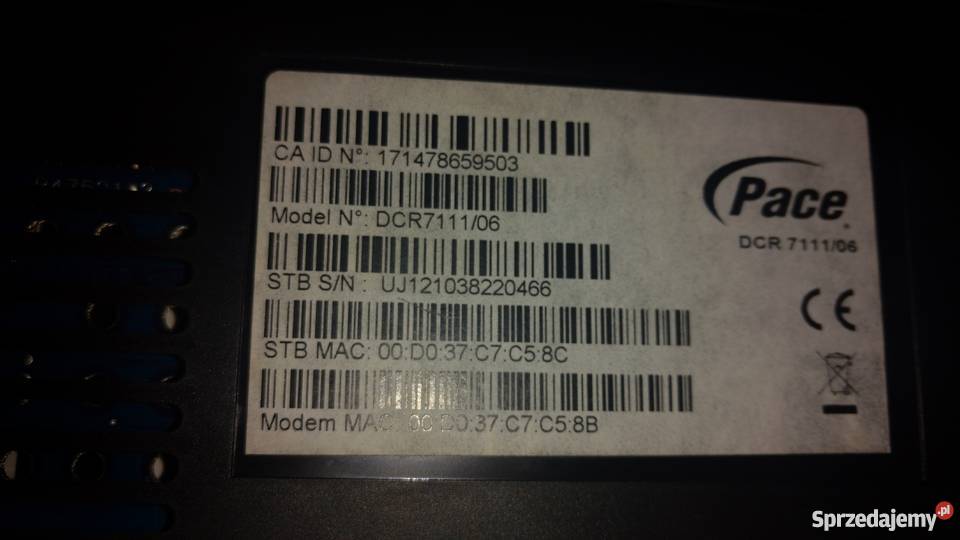 CA ID N°: 171478659503
Model N°: DCR7111/06
STB S/N : UJ121038220466
STB MAC: 00:D0:37:C7:C5:8C
Modem MAC: 00:D0:37:C7:C5:8B
Pace
DCR 7111/06
CE
Sprzedajemy.pl